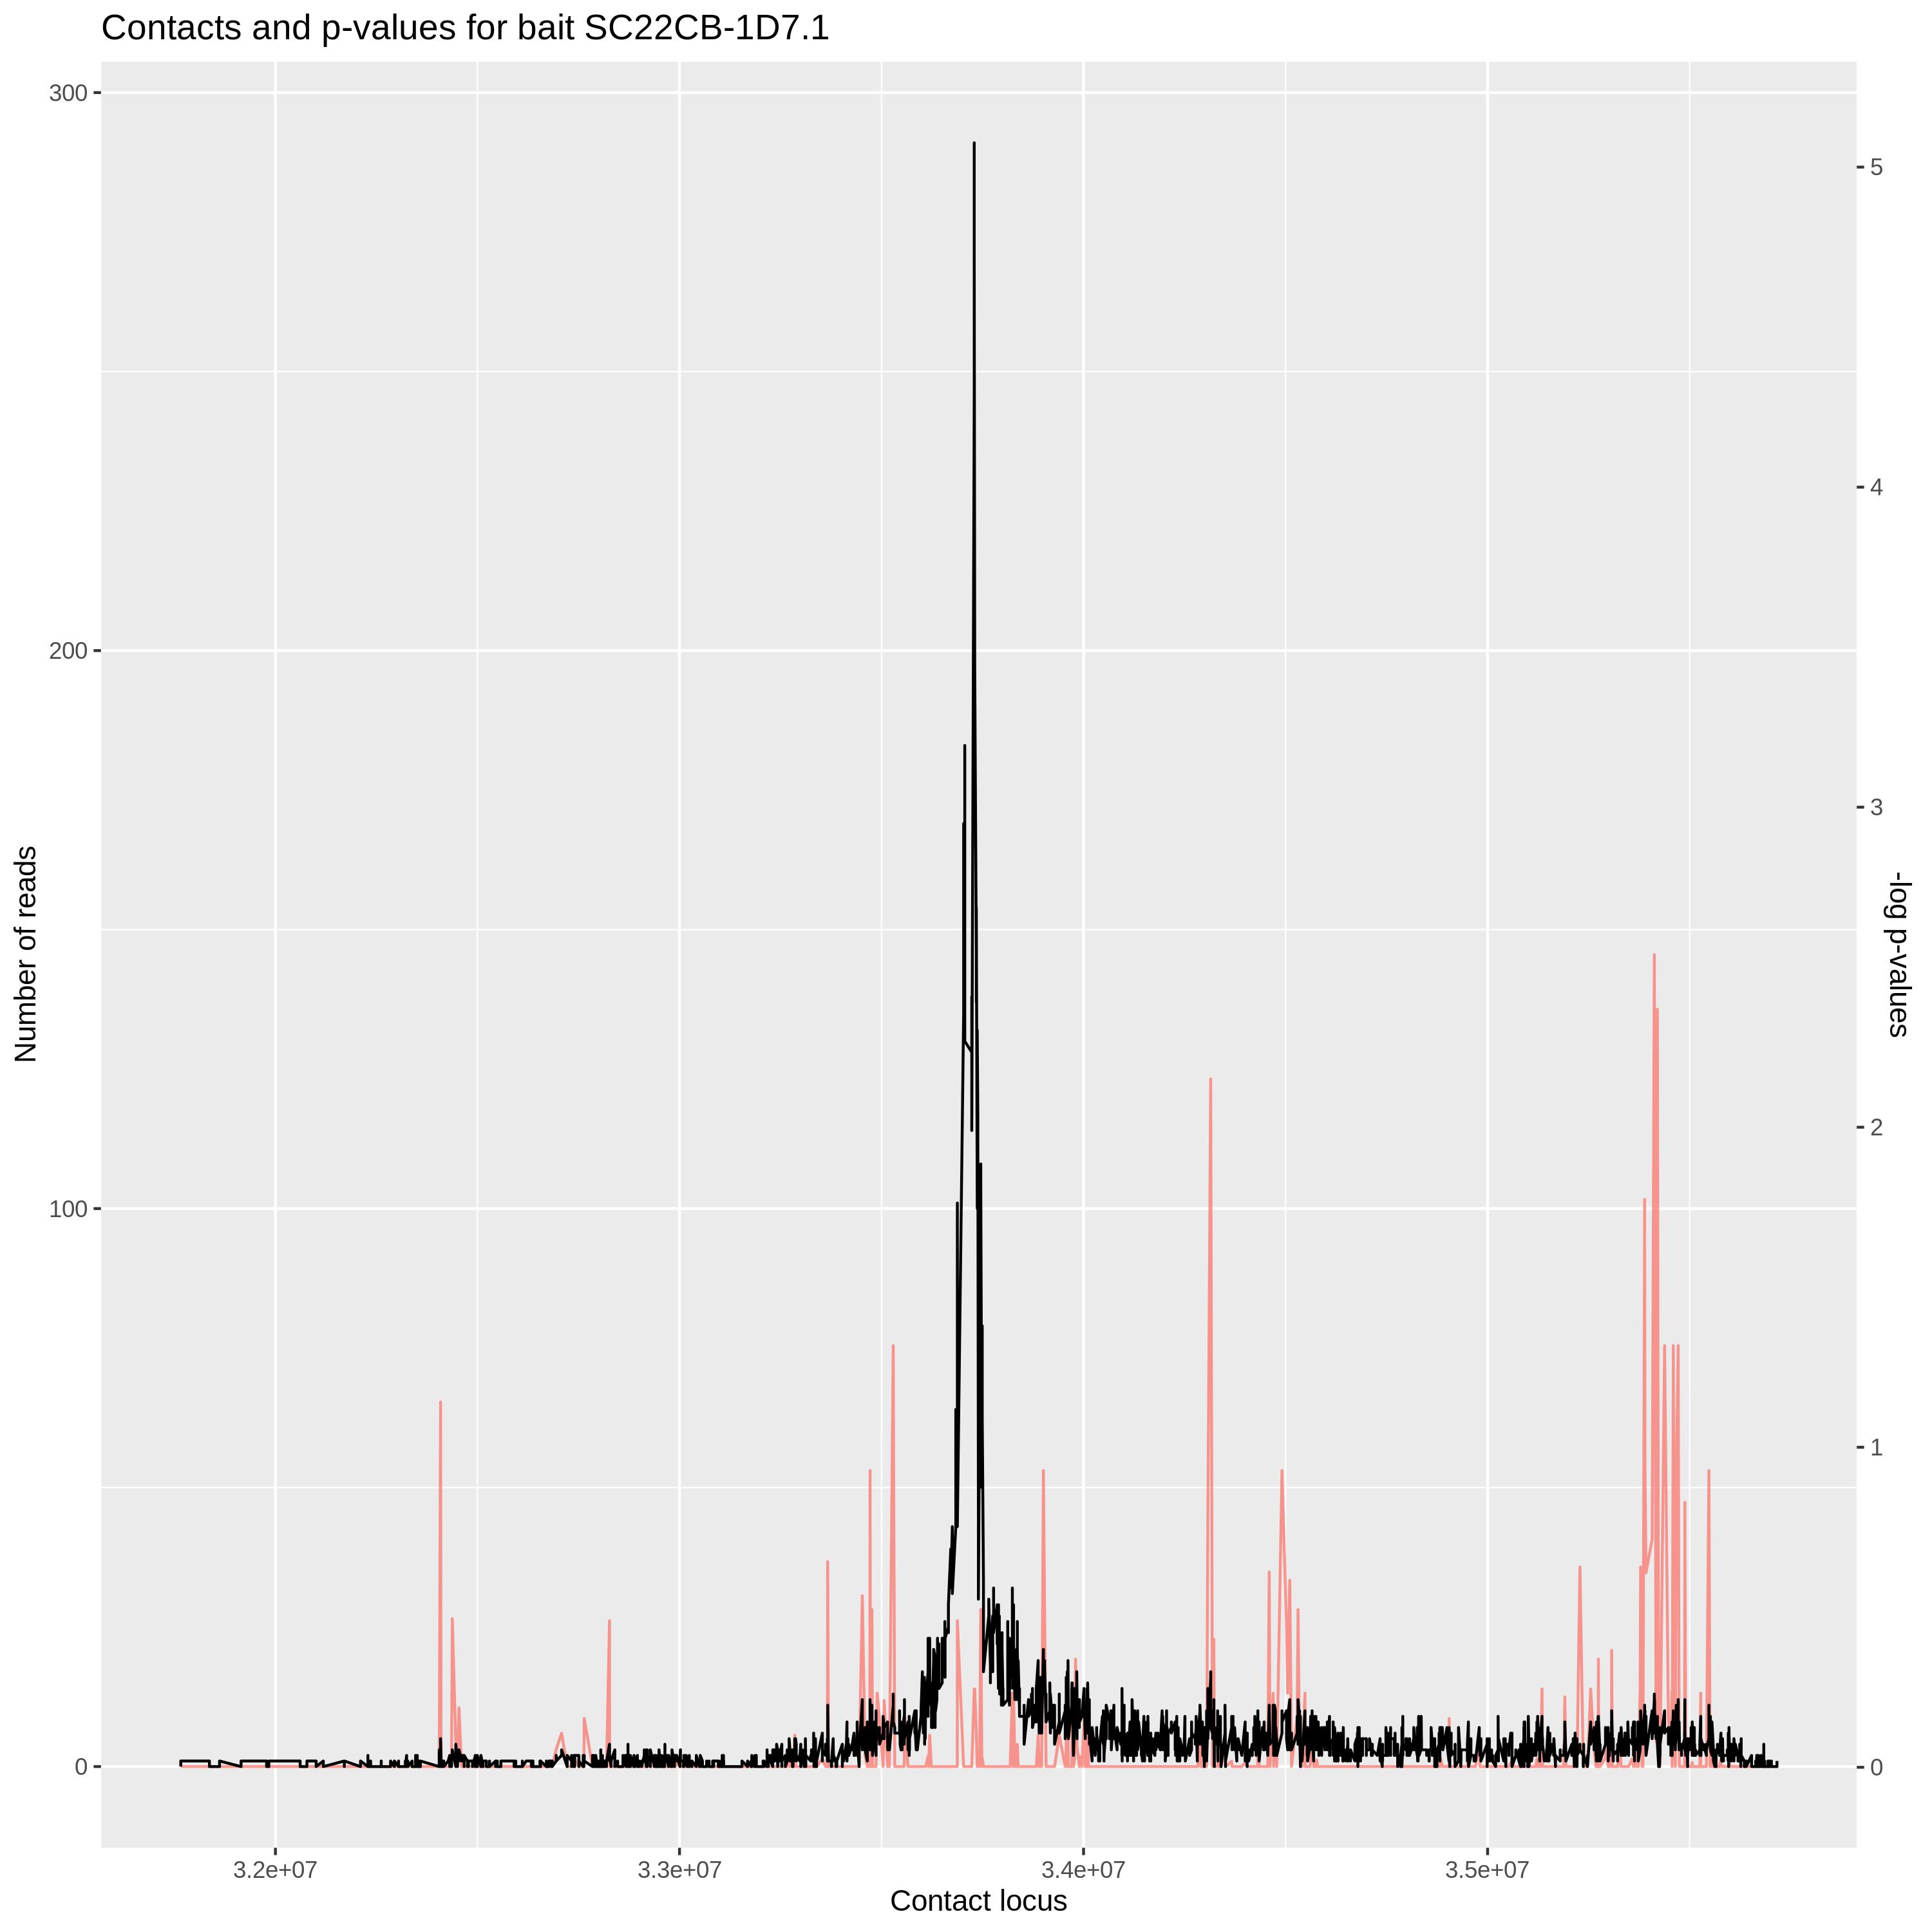 Contacts and p-values for bait SC22CB-1D7.1
300
200
100
0
Number of reads
5
4
3
2
1
0
-log p-values
3.2e+07
3.3e+07
3.4e+07
3.5e+07
Contact locus